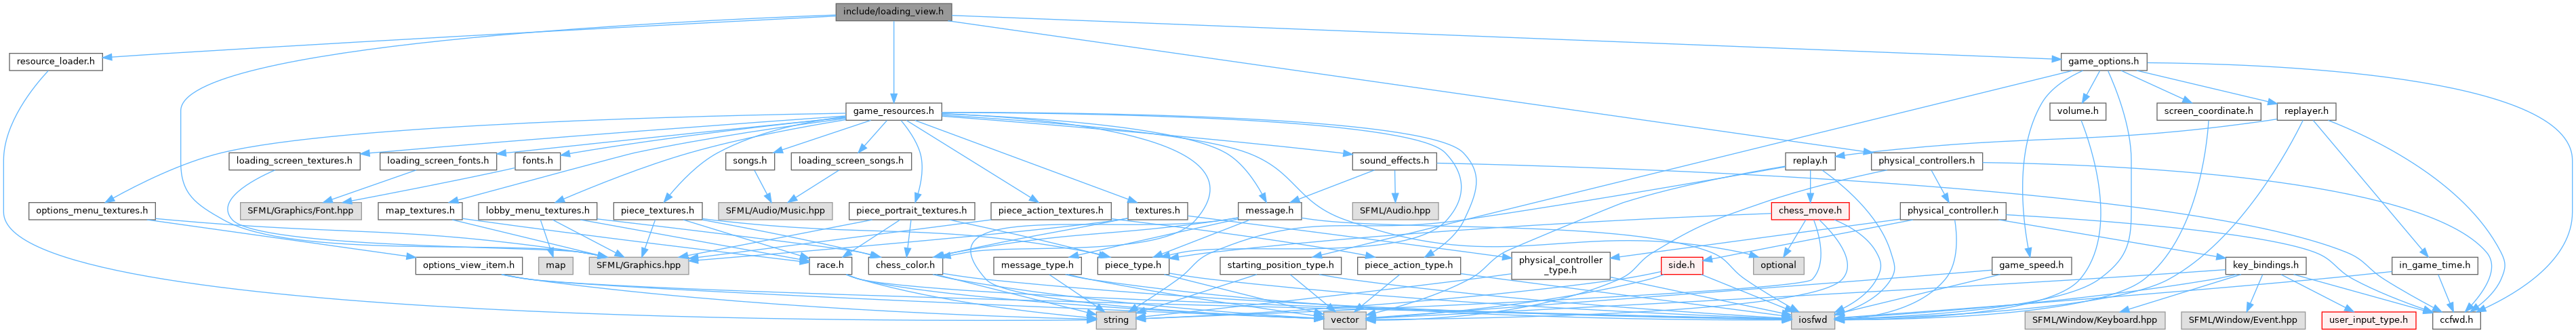 include/loading_view.h
resource_loader.h
game_options.h
game_resources.h
volume.h
screen_coordinate.h
replayer.h
loading_screen_textures.h
loading_screen_fonts.h
fonts.h
songs.h
loading_screen_songs.h
sound_effects.h
replay.h
physical_controllers.h
options_menu_textures.h
SFML/Graphics/Font.hpp
map_textures.h
lobby_menu_textures.h
piece_textures.h
SFML/Audio/Music.hpp
piece_portrait_textures.h
piece_action_textures.h
textures.h
message.h
SFML/Audio.hpp
chess_move.h
physical_controller.h
options_view_item.h
map
SFML/Graphics.hpp
race.h
chess_color.h
message_type.h
piece_type.h
starting_position_type.h
piece_action_type.h
optional
physical_controller
_type.h
side.h
game_speed.h
key_bindings.h
in_game_time.h
string
vector
iosfwd
SFML/Window/Keyboard.hpp
SFML/Window/Event.hpp
user_input_type.h
ccfwd.h